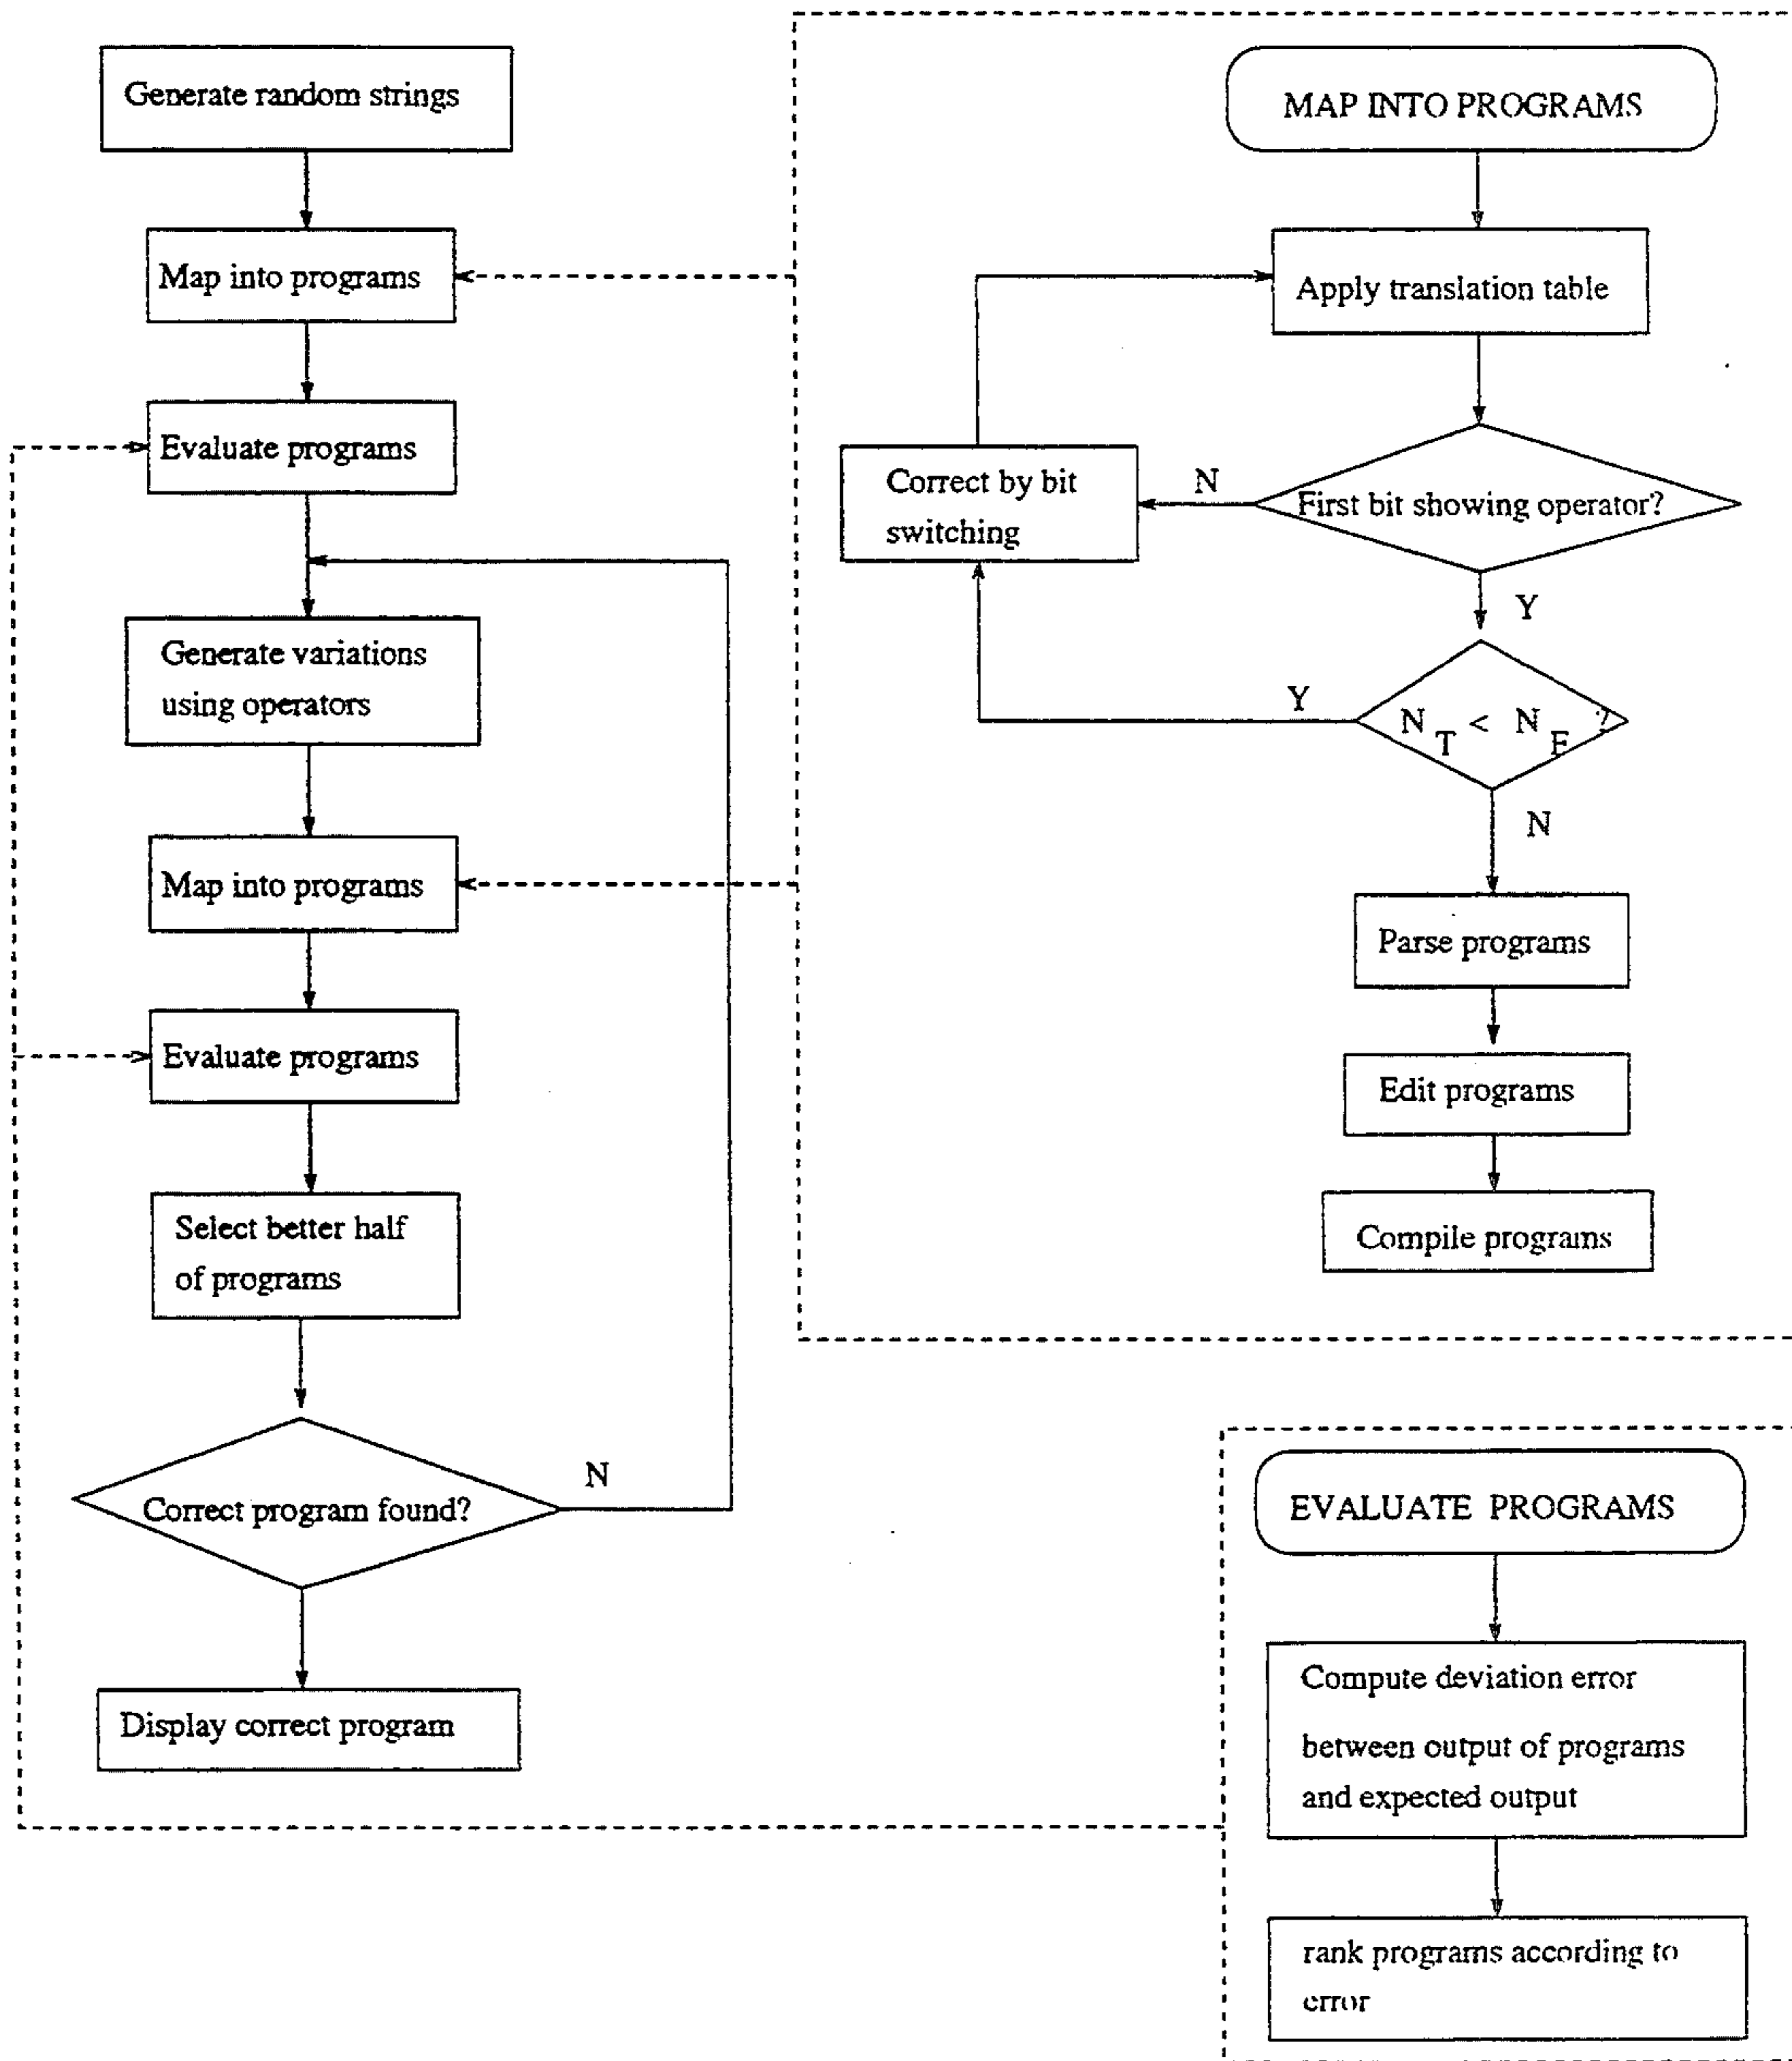 Generate random strings
Map into programs
Evaluate programs
Generate variations
using operators
Map into programs
Evaluate programs
Select better half
of programs
N
Correct program found?
Display correct program
MAP INTO PROGRAMS
Apply translation table
Correct by bit
switching
N
First bit showing operator?
Y
Y
N T < N F ?
N
Parse programs
Edit programs
Compile programs
EVALUATE PROGRAMS
Compute deviation error
between output of programs
and expected output
rank programs according to
error